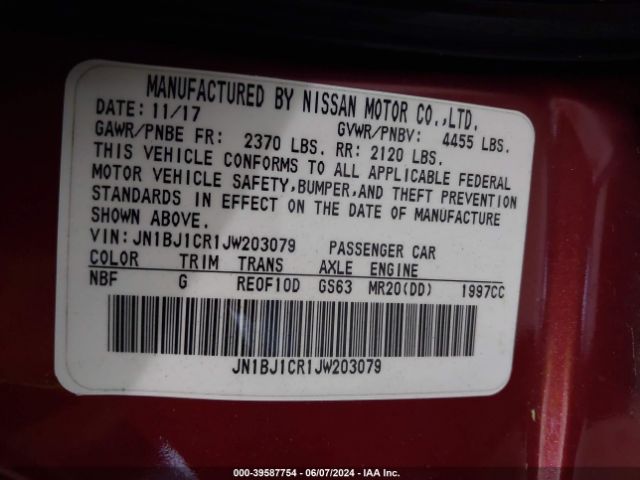 MANUFACTURED BY NISSAN MOTOR CO.,LTD.
DATE: 11/17 GVWR/PNBV: 4455 LBS.
GAWR/PNBE FR: 2370 LBS. RR: 2120 LBS.
THIS VEHICLE CONFORMS TO ALL APPLICABLE FEDERAL
MOTOR VEHICLE SAFETY,BUMPER,AND THEFT PREVENTION
STANDARDS IN EFFECT ON THE DATE OF MANUFACTURE
SHOWN ABOVE.
VIN:JN1BJ1CR1JW203079 PASSENGER CAR
COLOR TRIM TRANS AXLE ENGINE
NBF G RE0F10D GS63 MR20(DD) 1997CC
JN1BJ1CR1JW203079
000-39587754 - 06/07/2024 - IAA Inc.